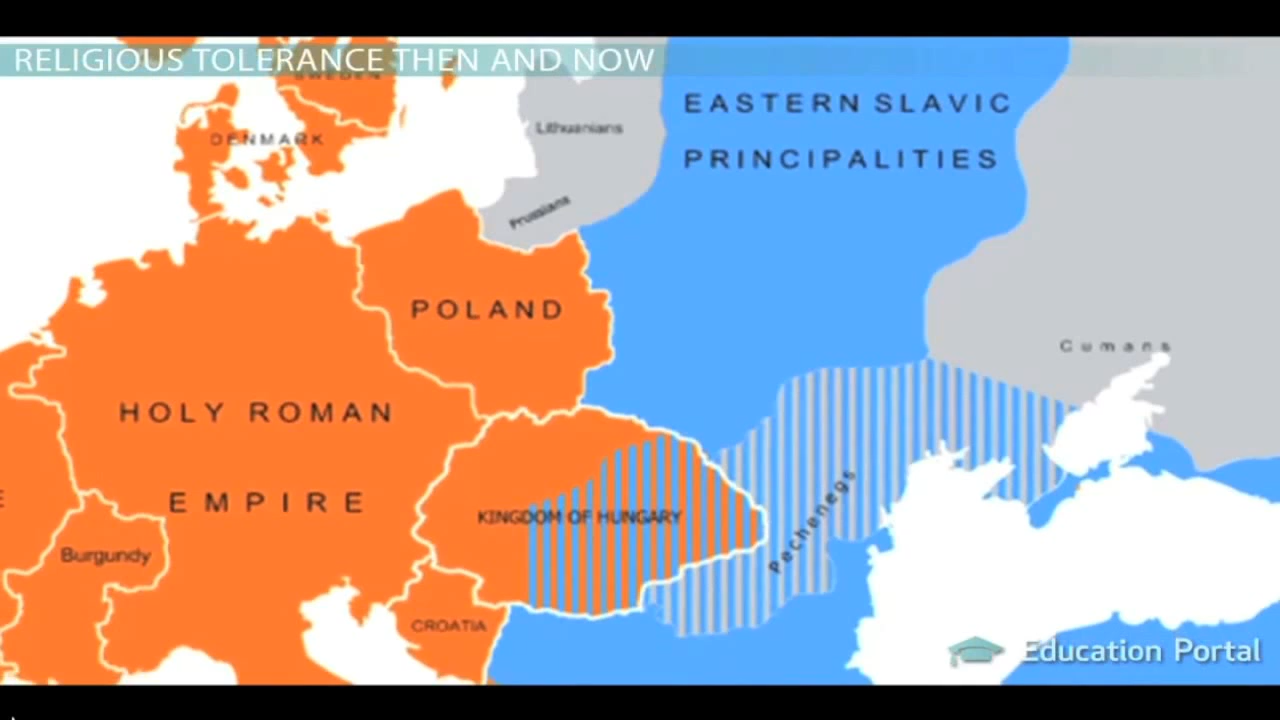 RELIGIOUS TOLERANCE THEN AND NOW
SWEDEN
DENMARK
Lithuanians
EASTERN SLAVIC
PRINCIPALITIES
Prussians
POLAND
Cumans
HOLY ROMAN
EMPIRE
KINGDOM OF HUNGARY
Pechenegs
Burgundy
CROATIA
E
Education Portal